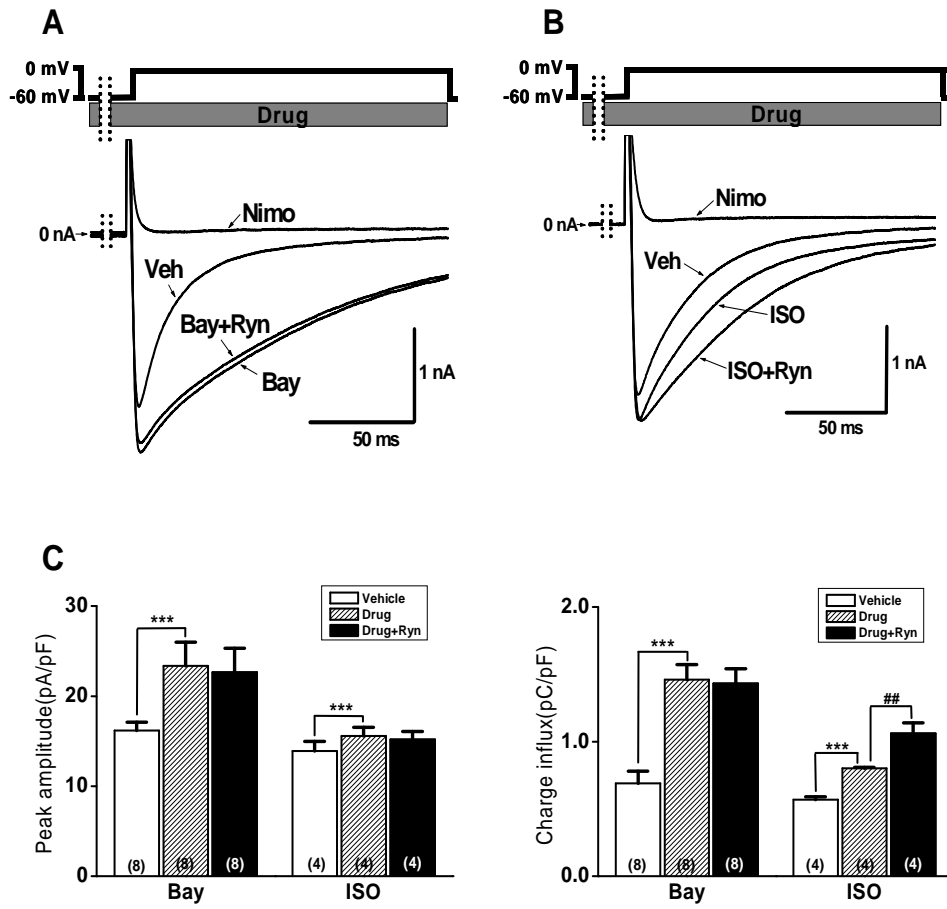 A
0 mV
-60 mV
Drug
Nimo
0 nA
Veh
Bay+Ryn
Bay
1 nA
50 ms
B
0 mV
-60 mV
Drug
Nimo
0 nA
Veh
ISO
ISO+Ryn
1 nA
50 ms
C
Peak amplitude(pA/pF)
30
20
10
0
Vehicle
Drug
Drug+Ryn
***
***
(8)
(8)
(8)
(4)
(4)
(4)
Bay
ISO
Charge influx(pC/pF)
2.0
1.0
0.0
Vehicle
Drug
Drug+Ryn
***
***
##
(8)
(8)
(8)
(4)
(4)
(4)
Bay
ISO